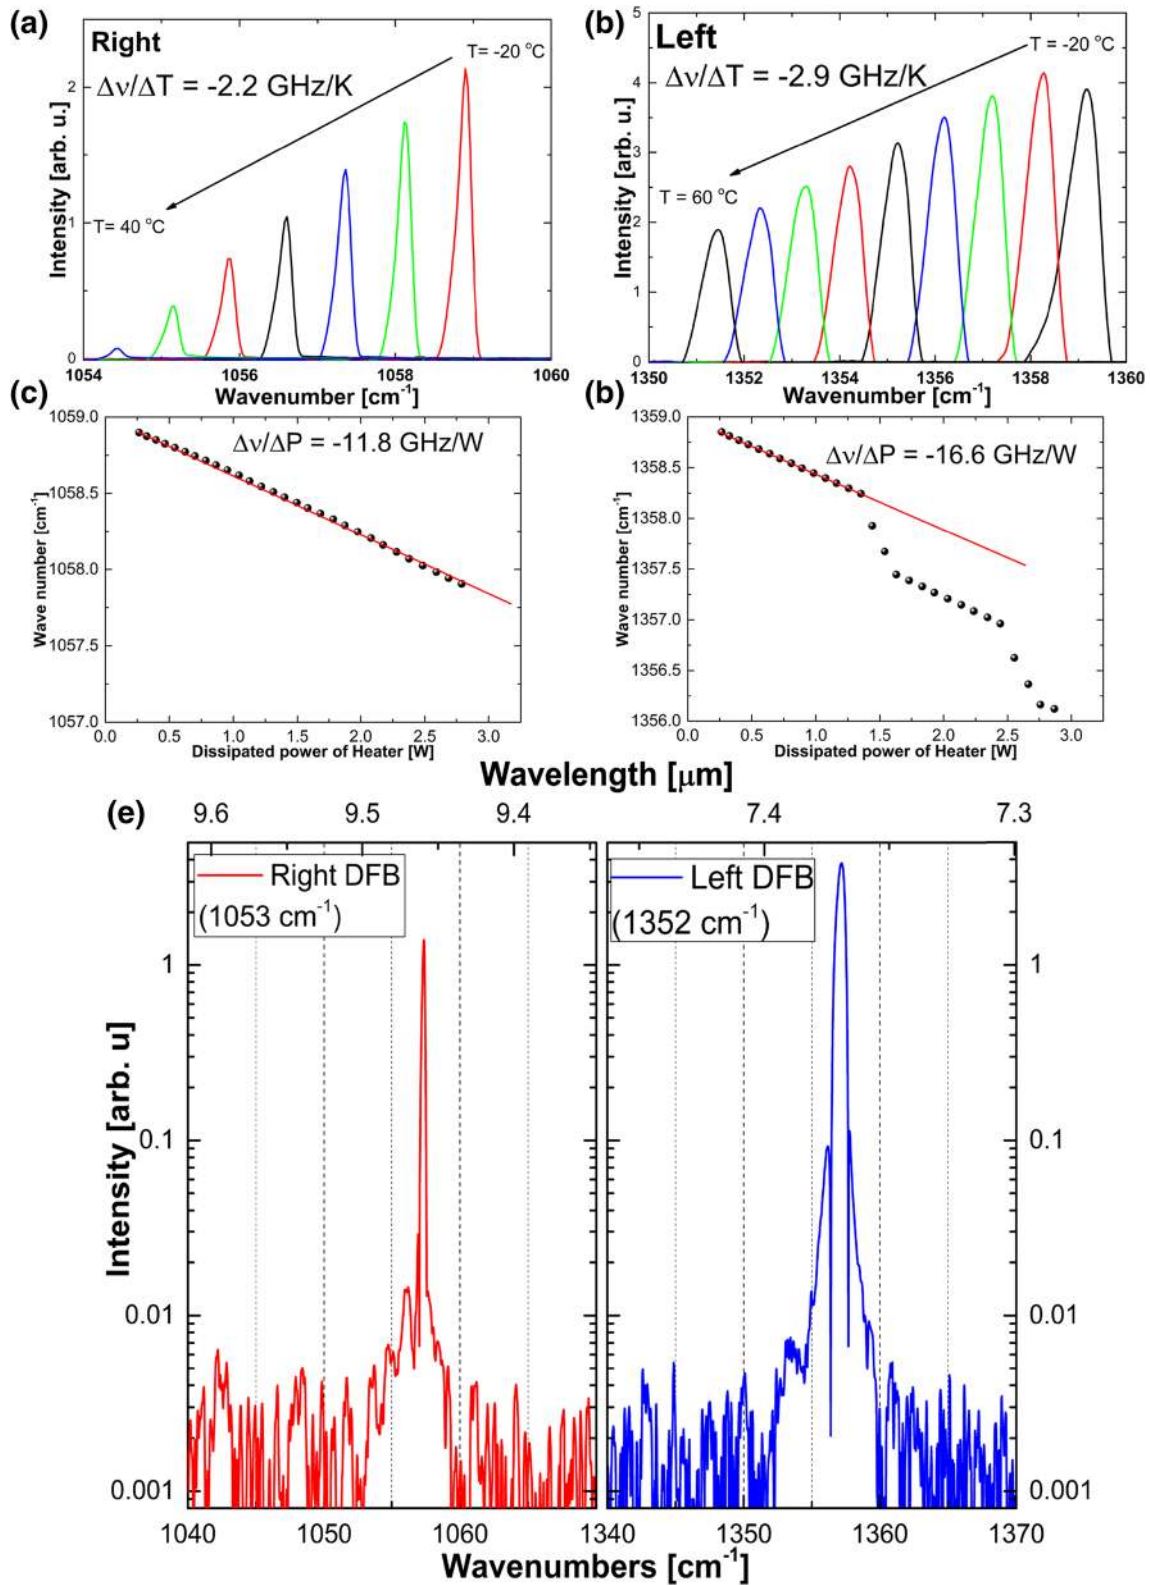 (a)
Right
T= -20 °C
Δν/ΔT = -2.2 GHz/K
T= 40 °C
Intensity [arb. u.]
2
1
0
1054
1056
1058
1060
Wavenumber [cm-1]
(b)
Left
T = -20 °C
Δν/ΔT = -2.9 GHz/K
T = 60 °C
Intensity [arb. u.]
5
4
3
2
1
0
1350
1352
1354
1356
1358
1360
Wavenumber [cm-1]
(c)
Δν/ΔP = -11.8 GHz/W
Wave number [cm-1]
1059.0
1058.5
1058.0
1057.5
1057.0
0.0
0.5
1.0
1.5
2.0
2.5
3.0
Dissipated power of Heater [W]
(b)
Δν/ΔP = -16.6 GHz/W
Wave number [cm-1]
1359.0
1358.5
1358.0
1357.5
1357.0
1356.5
1356.0
0.0
0.5
1.0
1.5
2.0
2.5
3.0
Dissipated power of Heater [W]
Wavelength [μm]
(e)
9.6
9.5
9.4
7.4
7.3
Right DFB
(1053 cm-1)
Left DFB
(1352 cm-1)
Intensity [arb. u]
1
0.1
0.01
0.001
1
0.1
0.01
0.001
1040
1050
1060
1340
1350
1360
1370
Wavenumbers [cm-1]